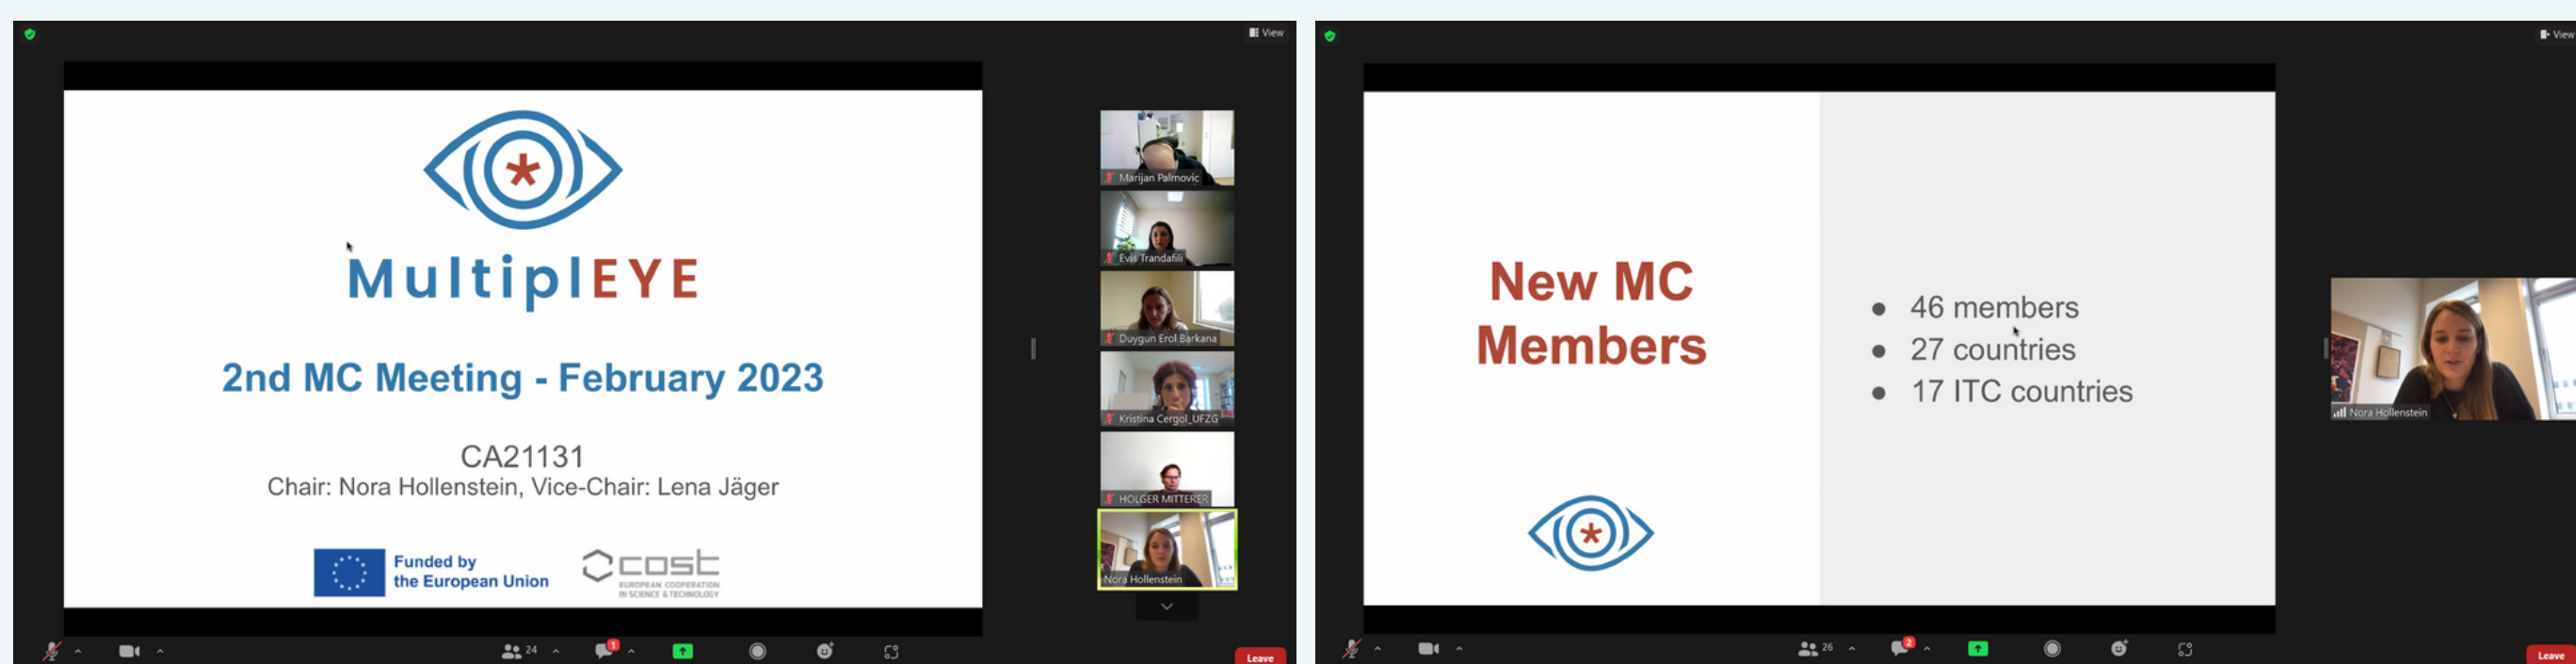 View
MultiplEYE
2nd MC Meeting - February 2023
CA21131
Chair: Nora Hollenstein, Vice-Chair: Lena Jäger
Funded by
the European Union
cost
EUROPEAN COOPERATION
IN SCIENCE & TECHNOLOGY
Marijan Palmovic
Evis Trandafili
Duygun Erol Barkana
Kristina Cergol_UFZG
HOLGER MITTERER
Nora Hollenstein
24
1
Leave
View
New MC
Members
46 members
27 countries
17 ITC countries
Nora Hollenstein
26
2
Leave